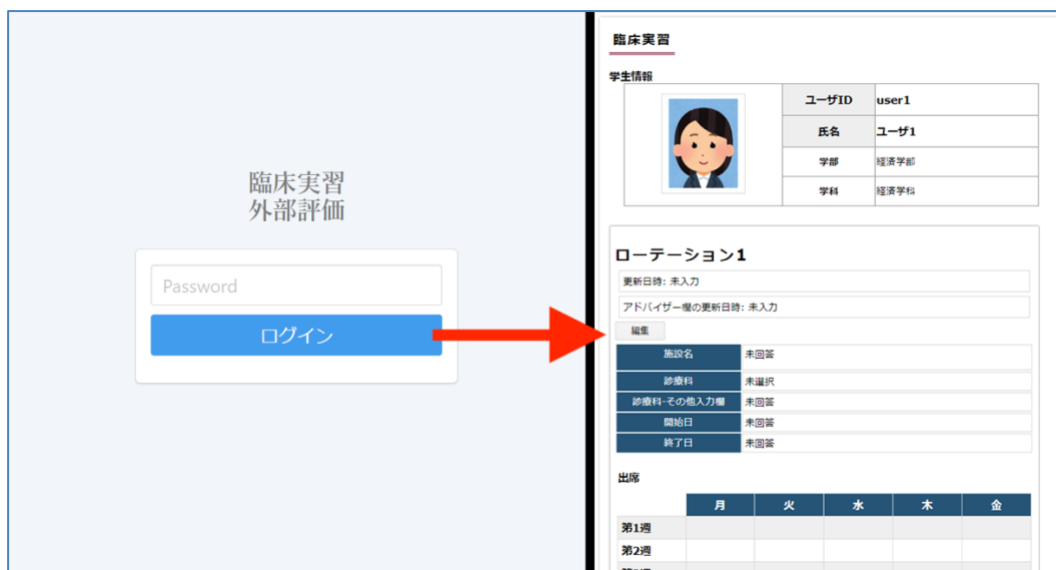 臨床実習
外部評価
Password
ログイン
臨床実習
学生情報
ユーザID user1
氏名 ユーザ1
学部 経済学部
学科 経済学科
ローテーション1
更新日時: 未入力
アドバイザー欄の更新日時: 未入力
編集
施設名 未回答
診療科 未選択
診療科-その他入力欄 未回答
開始日 未回答
終了日 未回答
出席
月 火 水 木 金
第1週
第2週